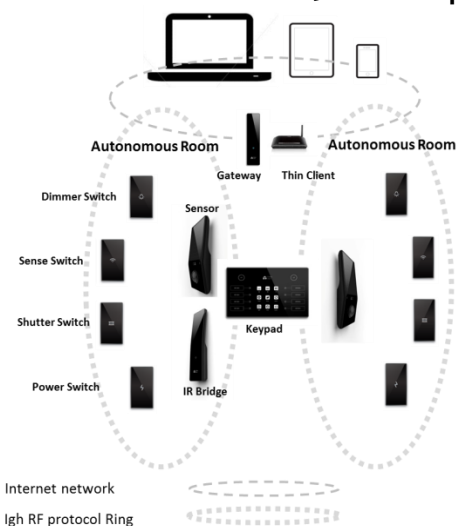 Autonomous Room
Autonomous Room
Gateway
Thin Client
Dimmer Switch
Sensor
Sense Switch
Shutter Switch
Keypad
Power Switch
IR Bridge
Internet network
Igh RF protocol Ring